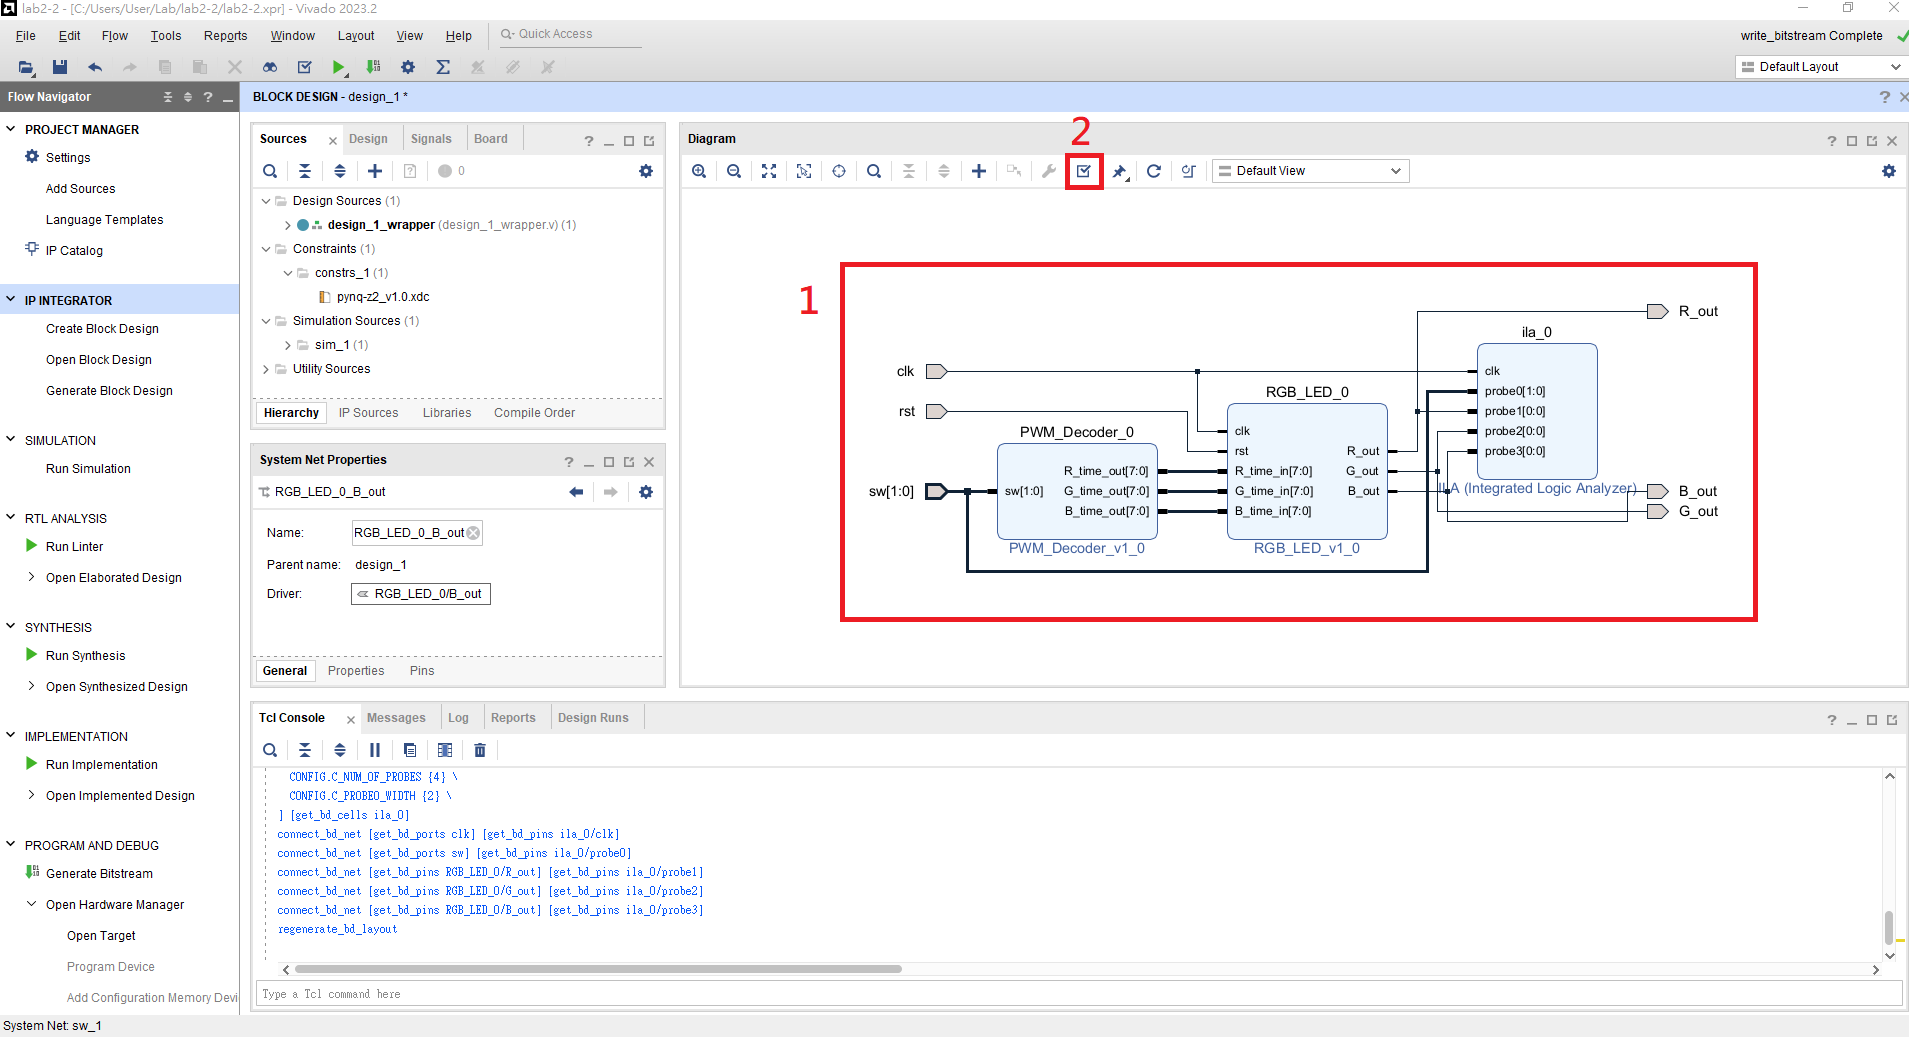 lab2-2 - [C:/Users/User/Lab/lab2-2/lab2-2.xpr] - Vivado 2023.2
File Edit Flow Tools Reports Window Layout View Help Quick Access
write_bitstream Complete
Default Layout
Flow Navigator
PROJECT MANAGER
Settings
Add Sources
Language Templates
IP Catalog
IP INTEGRATOR
Create Block Design
Open Block Design
Generate Block Design
SIMULATION
Run Simulation
RTL ANALYSIS
Run Linter
Open Elaborated Design
SYNTHESIS
Run Synthesis
Open Synthesized Design
IMPLEMENTATION
Run Implementation
Open Implemented Design
PROGRAM AND DEBUG
Generate Bitstream
Open Hardware Manager
Open Target
Program Device
Add Configuration Memory Devi
BLOCK DESIGN - design_1 *
Sources Design Signals Board
0
Design Sources (1)
design_1_wrapper (design_1_wrapper.v) (1)
Constraints (1)
constrs_1 (1)
pynq-z2_v1.0.xdc
Simulation Sources (1)
sim_1 (1)
Utility Sources
Hierarchy IP Sources Libraries Compile Order
System Net Properties
RGB_LED_0_B_out
Name: RGB_LED_0_B_out
Parent name: design_1
Driver: RGB_LED_0/B_out
General Properties Pins
Diagram
2
Default View
1
R_out
ila_0
clk
clk
probe0[1:0]
RGB_LED_0
rst
probe1[0:0]
PWM_Decoder_0
clk
probe2[0:0]
rst
R_out
probe3[0:0]
R_time_out[7:0]
R_time_in[7:0]
G_out
ILA (Integrated Logic Analyzer)
sw[1:0]
sw[1:0]
G_time_out[7:0]
G_time_in[7:0]
B_out
B_out
B_time_out[7:0]
B_time_in[7:0]
G_out
PWM_Decoder_v1_0
RGB_LED_v1_0
Tcl Console Messages Log Reports Design Runs
CONFIG.C_NUM_OF_PROBES {4} \
CONFIG.C_PROBE0_WIDTH {2} \
] [get_bd_cells ila_0]
connect_bd_net [get_bd_ports clk] [get_bd_pins ila_0/clk]
connect_bd_net [get_bd_ports sw] [get_bd_pins ila_0/probe0]
connect_bd_net [get_bd_pins RGB_LED_0/R_out] [get_bd_pins ila_0/probe1]
connect_bd_net [get_bd_pins RGB_LED_0/G_out] [get_bd_pins ila_0/probe2]
connect_bd_net [get_bd_pins RGB_LED_0/B_out] [get_bd_pins ila_0/probe3]
regenerate_bd_layout
Type a Tcl command here
System Net: sw_1